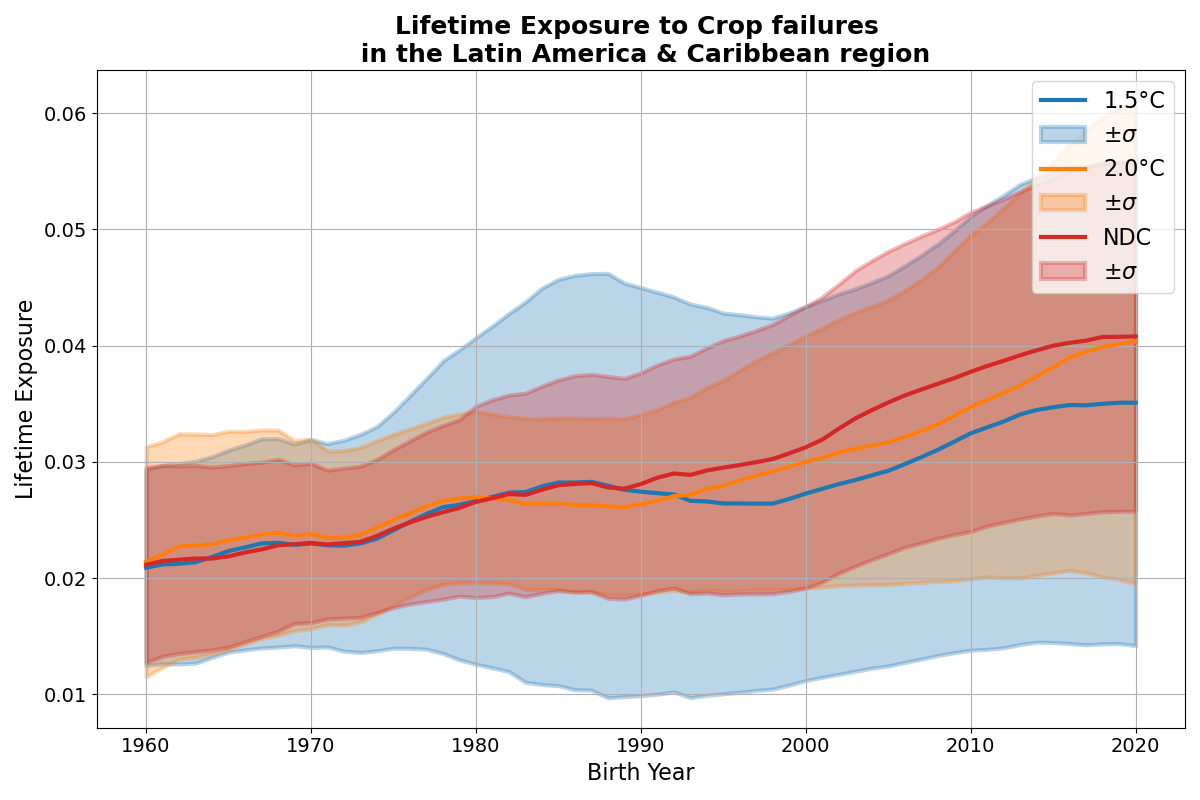 Lifetime Exposure to Crop failures
in the Latin America & Caribbean region
0.06
0.05
0.04
0.03
0.02
0.01
Lifetime Exposure
1960
1970
1980
1990
2000
2010
2020
Birth Year
1.5°C
±σ
2.0°C
±σ
NDC
±σ